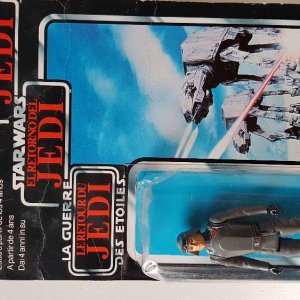 JEDI
STAR WARS
EL RETORNO DEL
JEDI
LA GUERRE
LE RETOUR DU
JEDI
DES ETOILES
A partir de 4 ans
Dai 4 anni in su